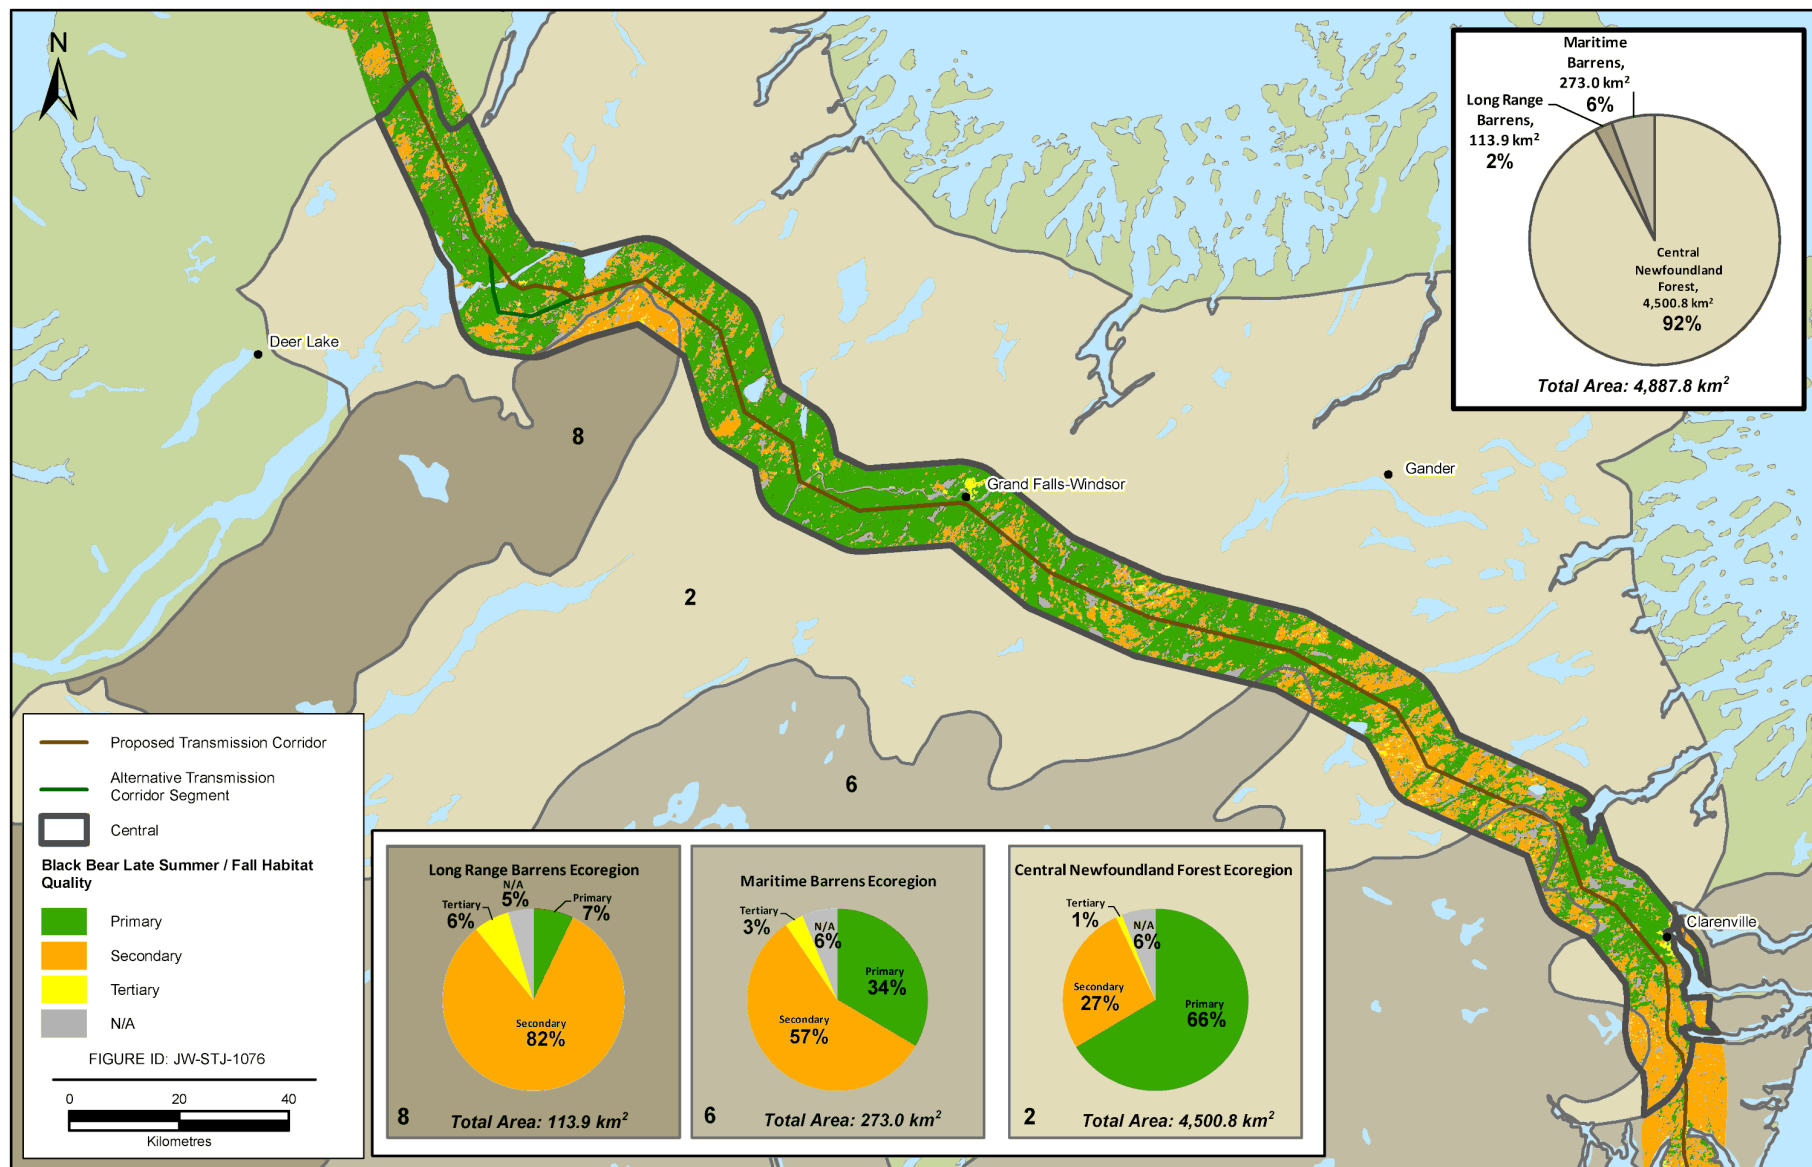 N
Maritime
Barrens,
273.0 km²
6%
Long Range
Barrens,
113.9 km²
2%
Central
Newfoundland
Forest,
4,500.8 km²
92%
Total Area: 4,887.8 km²
Deer Lake
8
Gander
Grand Falls-Windsor
2
6
Clarenville
Proposed Transmission Corridor
Alternative Transmission
Corridor Segment
Central
Black Bear Late Summer / Fall Habitat
Quality
Primary
Secondary
Tertiary
N/A
FIGURE ID: JW-STJ-1076
0 20 40
Kilometres
Long Range Barrens Ecoregion
N/A
5%
Tertiary
6%
Primary
7%
Secondary
82%
8
Total Area: 113.9 km²
Maritime Barrens Ecoregion
Tertiary
3%
N/A
6%
Primary
34%
Secondary
57%
6
Total Area: 273.0 km²
Central Newfoundland Forest Ecoregion
Tertiary
1%
N/A
6%
Secondary
27%
Primary
66%
2
Total Area: 4,500.8 km²